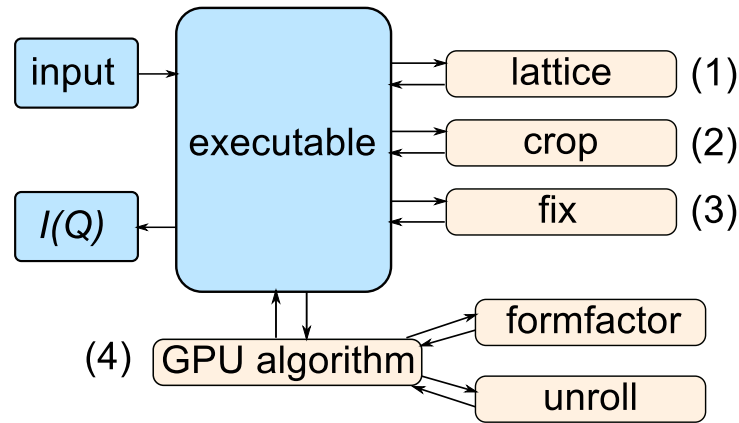 input
lattice (1)
executable
crop (2)
I(Q)
fix (3)
formfactor
(4) GPU algorithm
unroll